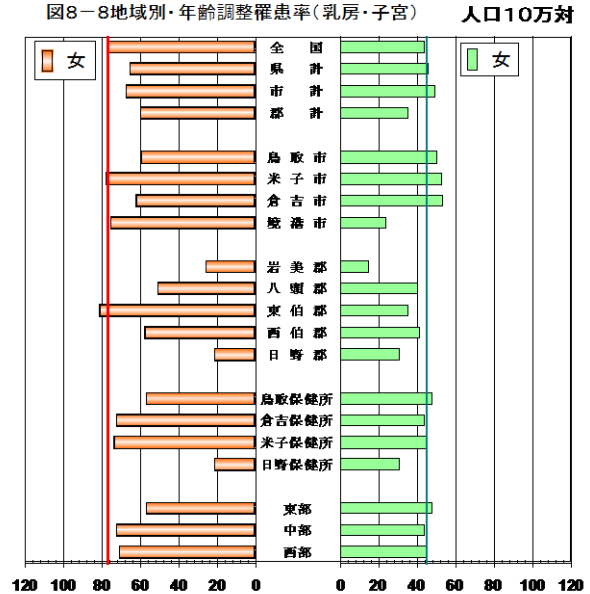 図8-8地域別・年齢調整罹患率(乳房・子宮)
人口10万対
女
女
全国
県計
市計
郡計
鳥取市
米子市
倉吉市
境港市
岩美郡
八頭郡
東伯郡
西伯郡
日野郡
鳥取保健所
倉吉保健所
米子保健所
日野保健所
東部
中部
西部
120 100 80 60 40 20 0
0 20 40 60 80 100 120